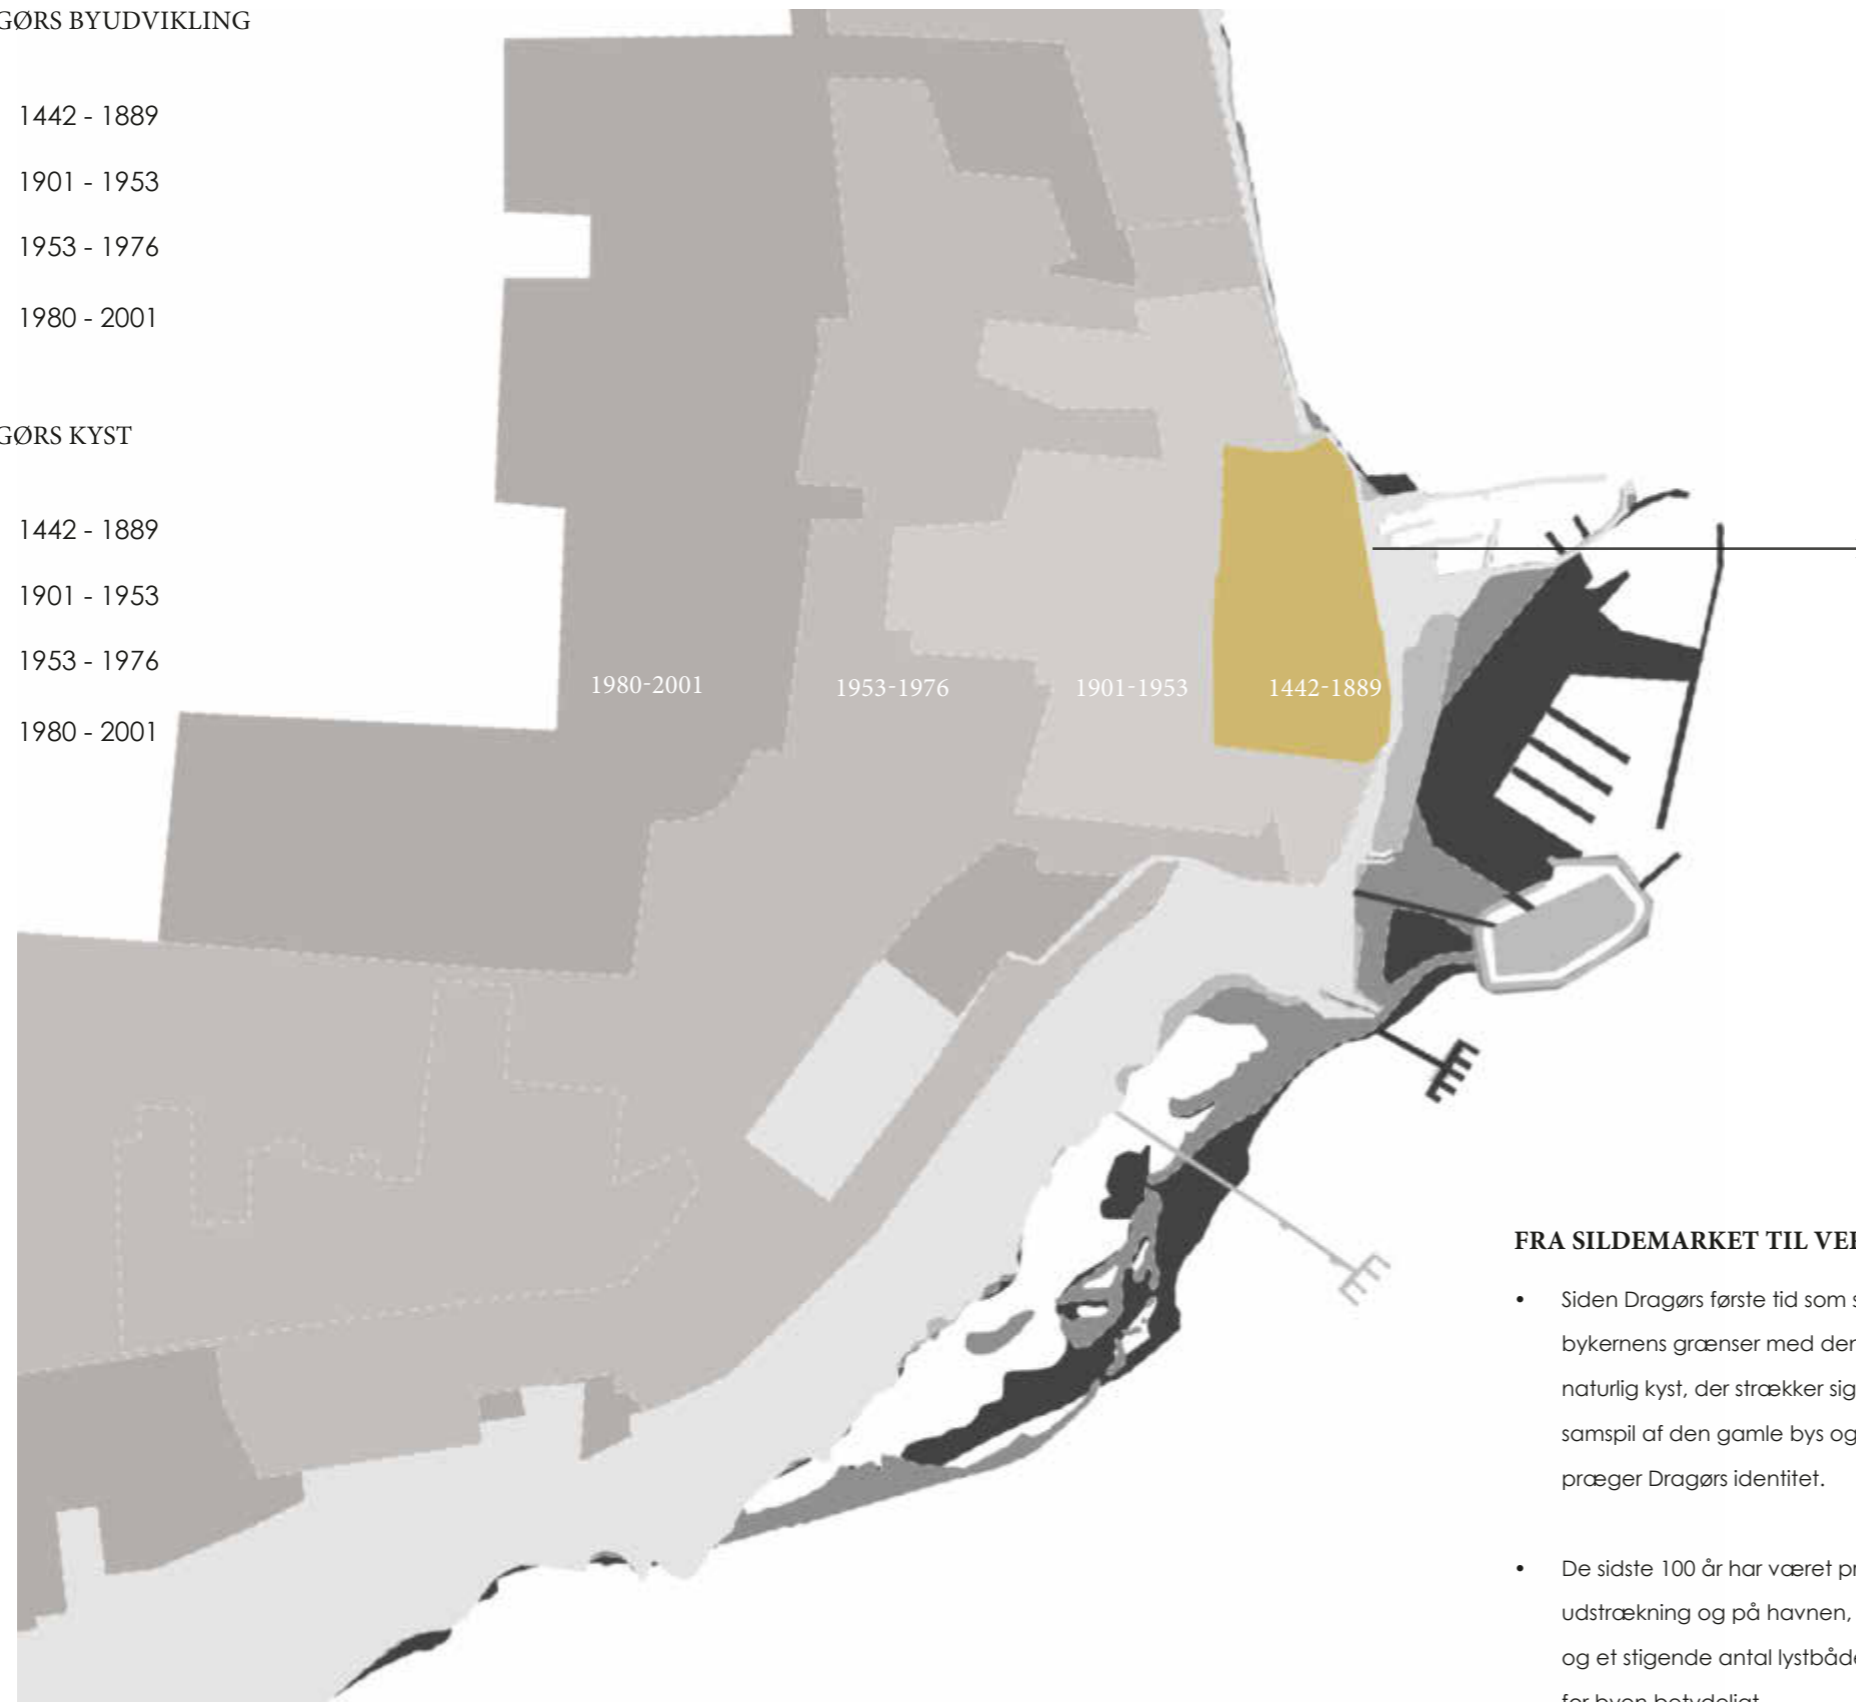 GØRS BYUDVIKLING
1442 - 1889
1901 - 1953
1953 - 1976
1980 - 2001
GØRS KYST
1442 - 1889
1901 - 1953
1953 - 1976
1980 - 2001
1980-2001
1953-1976
1901-1953
1442-1889
FRA SILDEMARKET TIL
• Siden Dragørs første tid som
bykernens grænser med
naturlig kyst, der strækker sig
samspil af den gamle bys og
præger Dragørs identitet.
• De sidste 100 år har været
udstrækning og på havnen,
og et stigende antal
for byen betydeligt